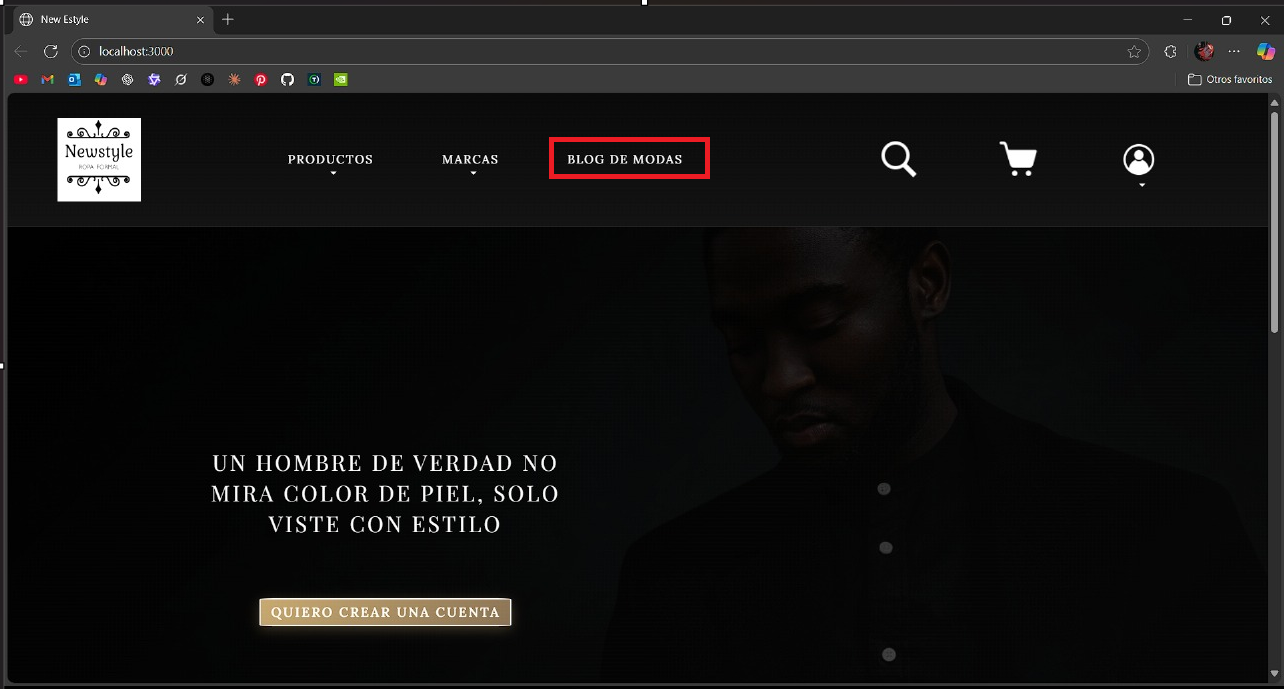 New Estyle
localhost:3000
Otros favoritos
Newstyle
ROPA FORMAL
PRODUCTOS
MARCAS
BLOG DE MODAS
UN HOMBRE DE VERDAD NO
MIRA COLOR DE PIEL, SOLO
VISTE CON ESTILO
QUIERO CREAR UNA CUENTA